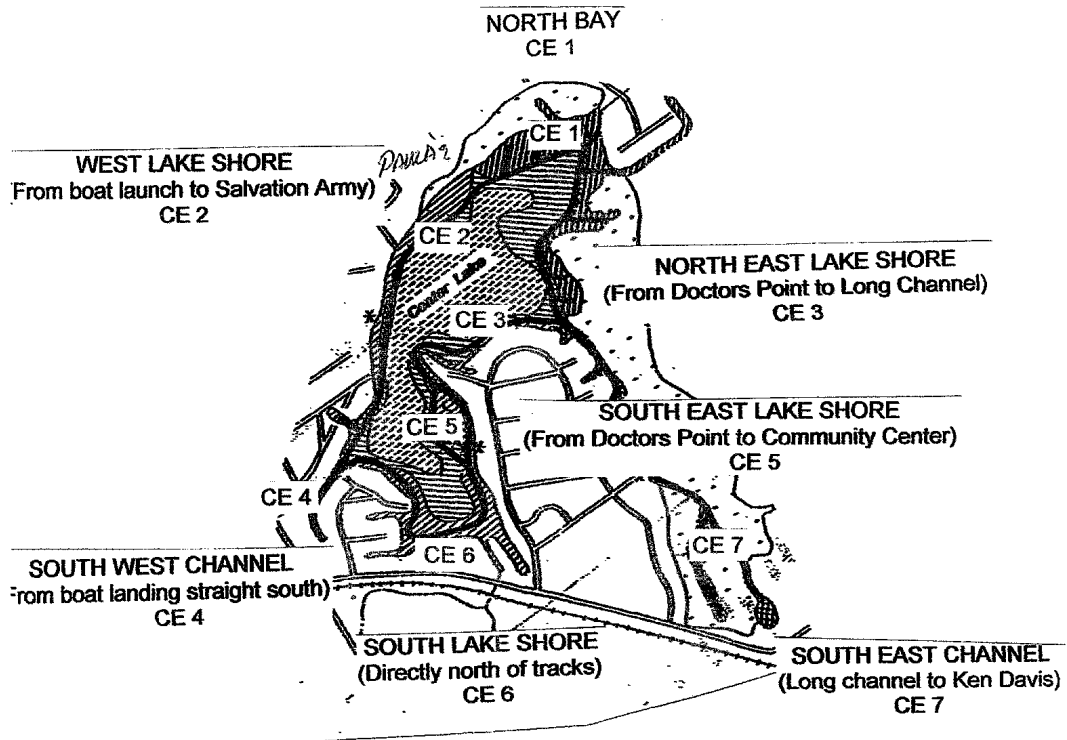 NORTH BAY
CE 1
CE 1
WEST LAKE SHORE
(From boat launch to Salvation Army)
CE 2
CE 2
Center Lake
NORTH EAST LAKE SHORE
(From Doctors Point to Long Channel)
CE 3
CE 3
SOUTH EAST LAKE SHORE
(From Doctors Point to Community Center)
CE 5
CE 5
CE 4
SOUTH WEST CHANNEL
From boat landing straight south)
CE 4
CE 6
CE 7
SOUTH LAKE SHORE
(Directly north of tracks)
CE 6
SOUTH EAST CHANNEL
(Long channel to Ken Davis)
CE 7